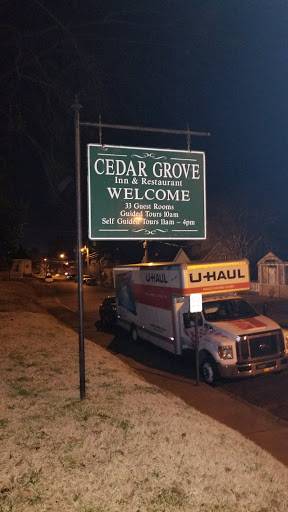 CEDAR GROVE
Inn & Restaurant
WELCOME
33 Guest Rooms
Guided Tours 10am
Self Guided Tours 11am - 4pm
U-HAUL
U-HAUL